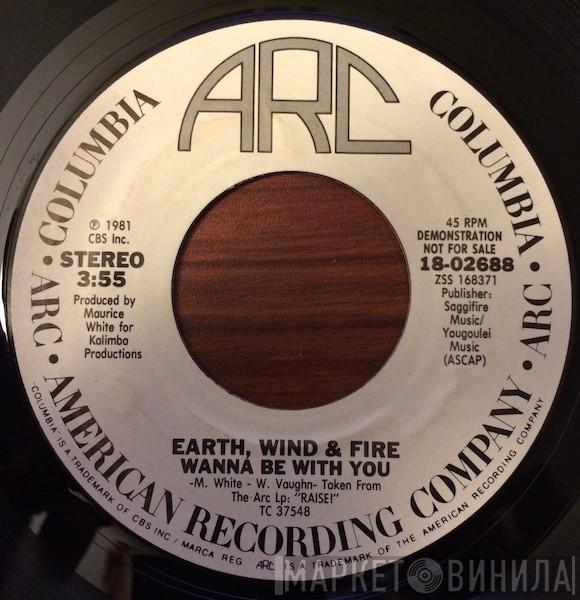 ARC
COLUMBIA • ARC • AMERICAN RECORDING COMPANY • ARC • COLUMBIA
℗ 1981
CBS Inc.
STEREO
3:55
Produced by
Maurice
White for
Kalimba
Productions
45 RPM
DEMONSTRATION
NOT FOR SALE
18-02688
ZSS 168371
Publisher:
Saggifire
Music/
Yougoulei
Music
(ASCAP)
EARTH, WIND & FIRE
WANNA BE WITH YOU
-M. White - W. Vaughn- Taken From
The Arc Lp: "RAISE!"
TC 37548
"COLUMBIA" IS A TRADEMARK OF CBS INC / MARCA REG ARC IS A TRADEMARK OF THE AMERICAN RECORDING COMPANY
МАРКЕТ ВИНИЛА